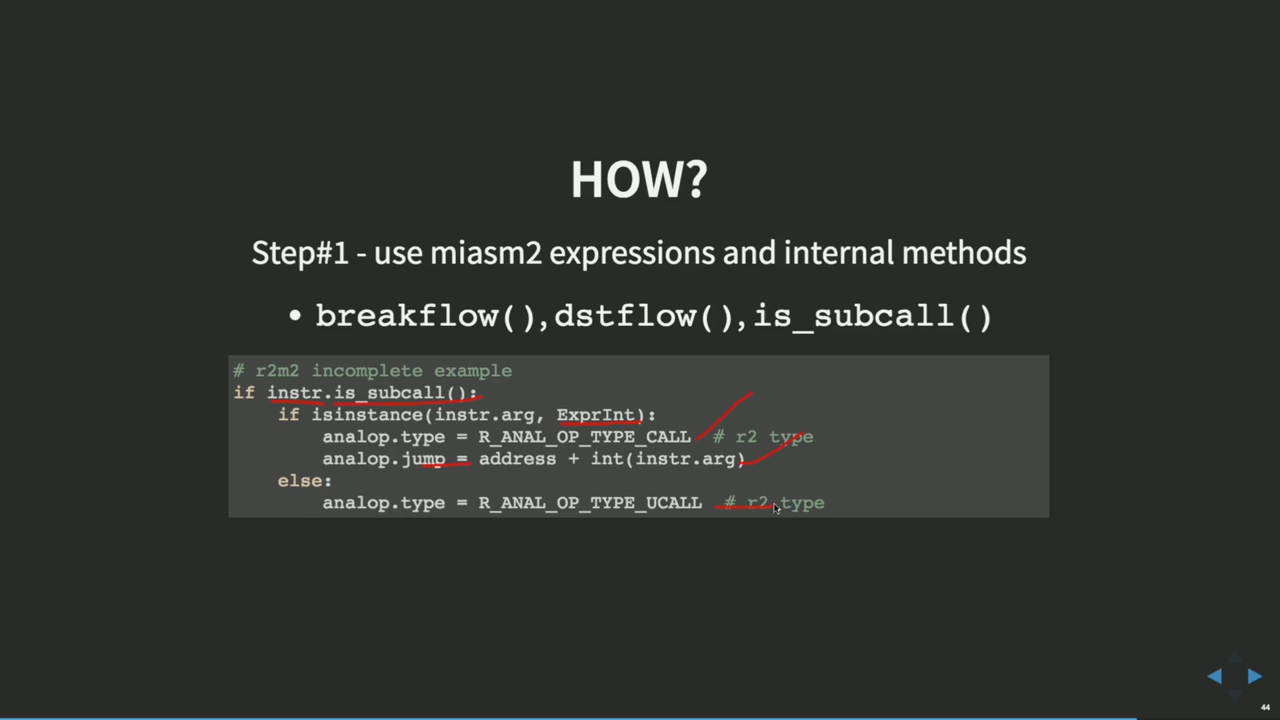 HOW?
Step#1 - use miasm2 expressions and internal methods
• breakflow(), dstflow(), is_subcall()
# r2m2 incomplete example
if instr.is_subcall():
    if isinstance(instr.arg, ExprInt):
        analop.type = R_ANAL_OP_TYPE_CALL  # r2 type
        analop.jump = address + int(instr.arg)
    else:
        analop.type = R_ANAL_OP_TYPE_UCALL  # r2 type
44